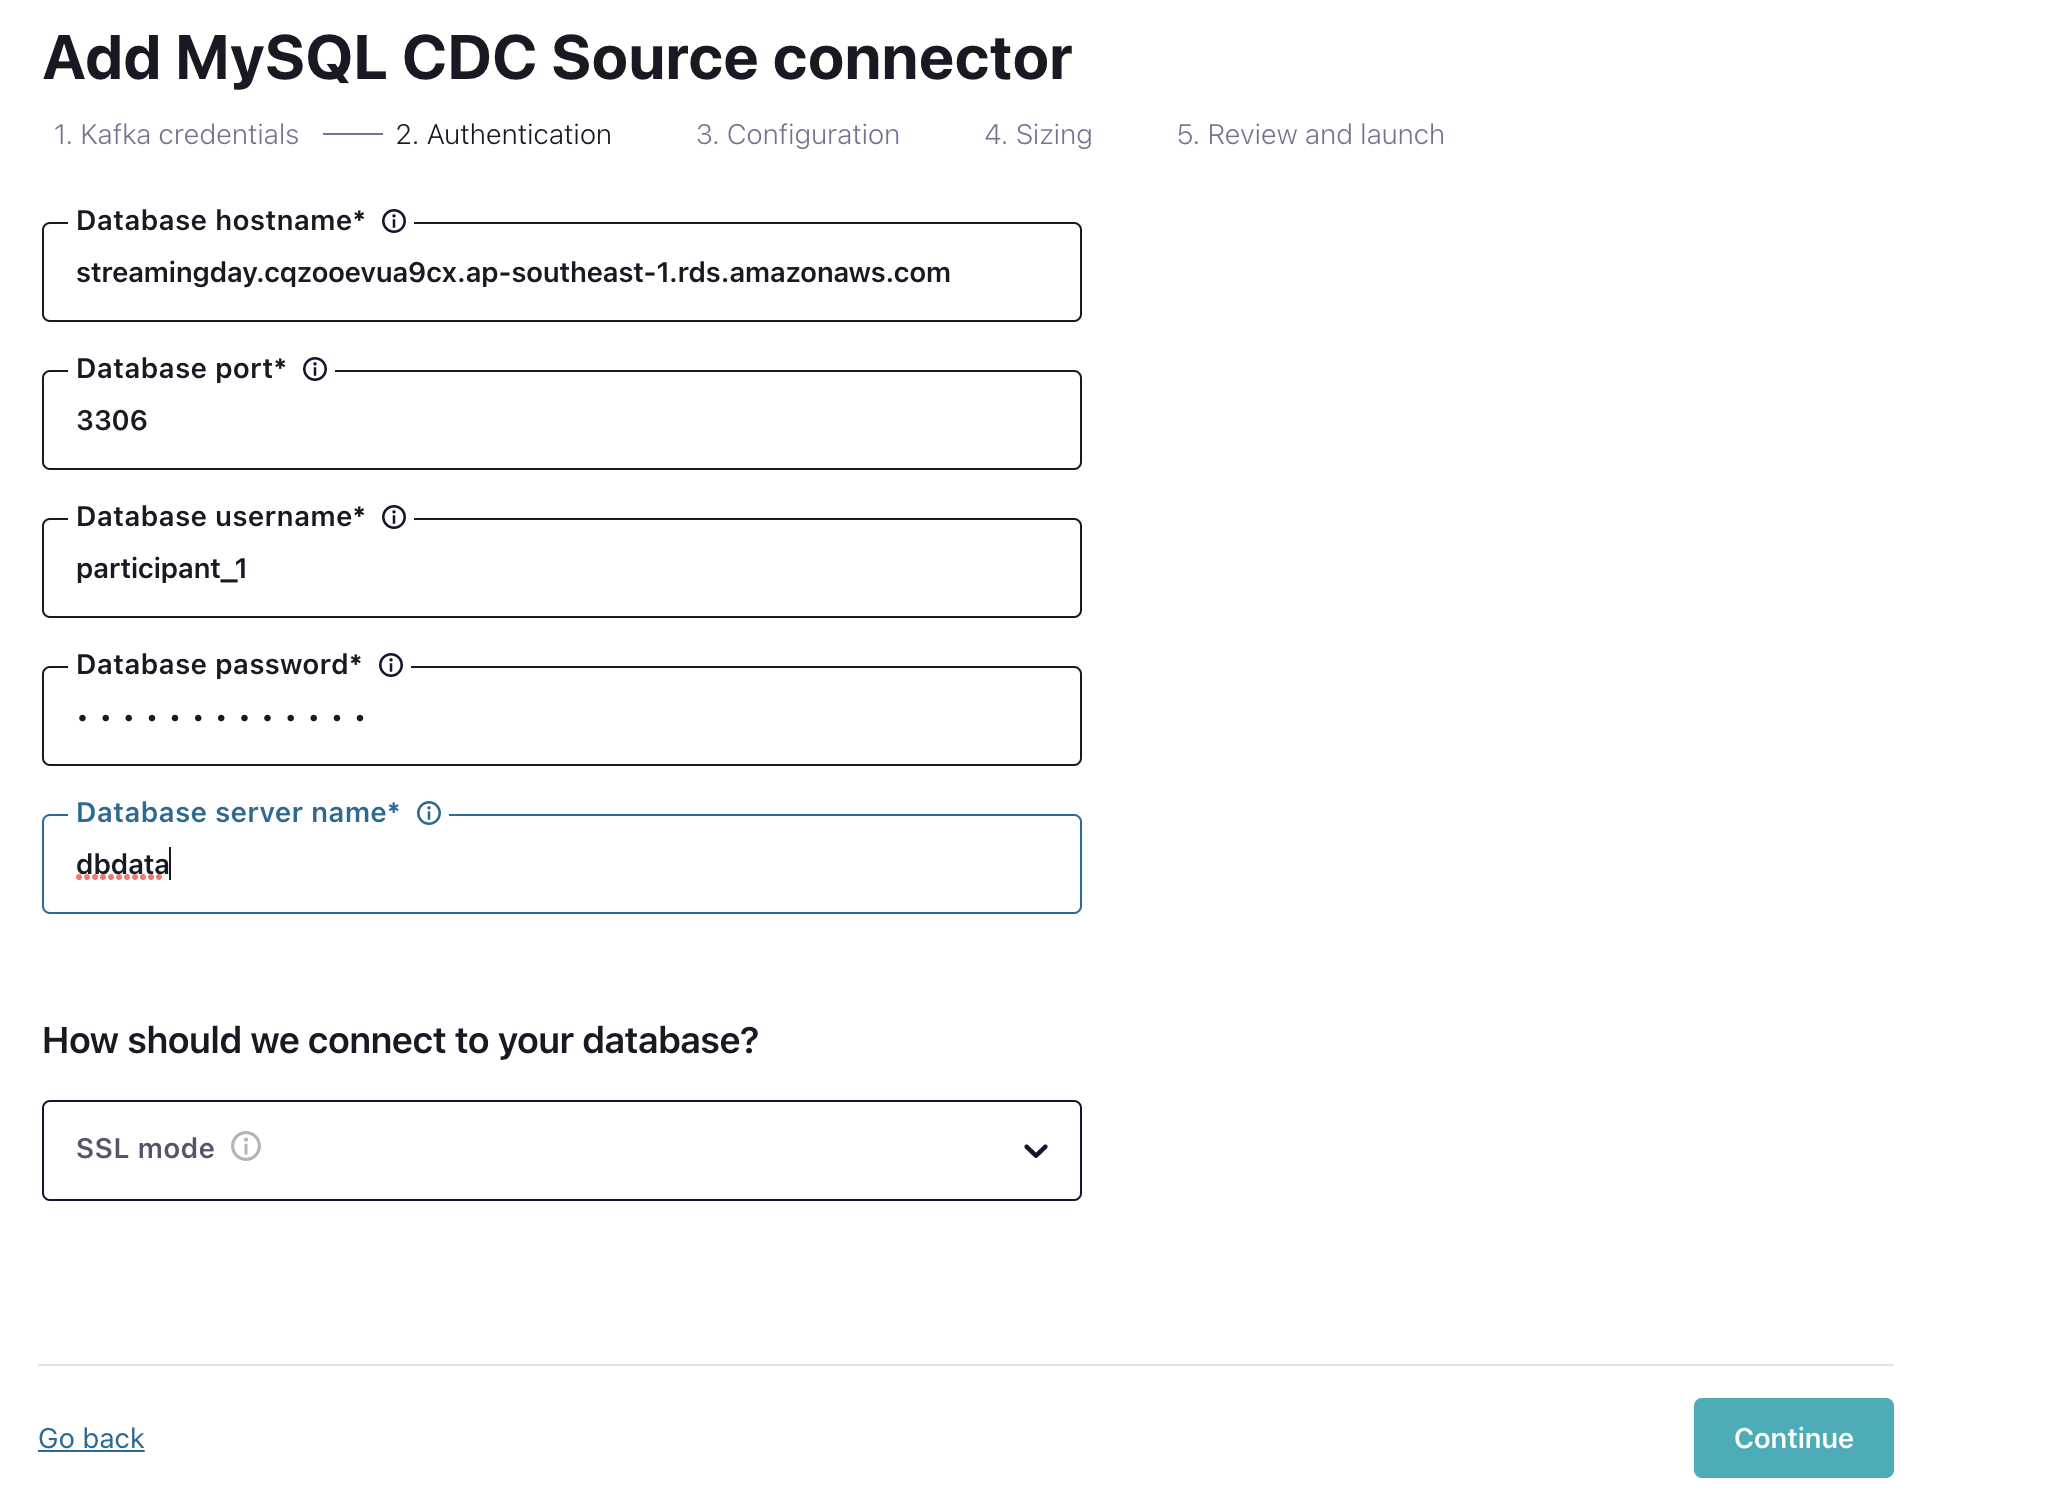 Add MySQL CDC Source connector
1. Kafka credentials 2. Authentication 3. Configuration 4. Sizing 5. Review and launch
Database hostname*
streamingday.cqzooevua9cx.ap-southeast-1.rds.amazonaws.com
Database port*
3306
Database username*
participant_1
Database password*
•••••••••••••
Database server name*
dbdata
How should we connect to your database?
SSL mode
Go back
Continue